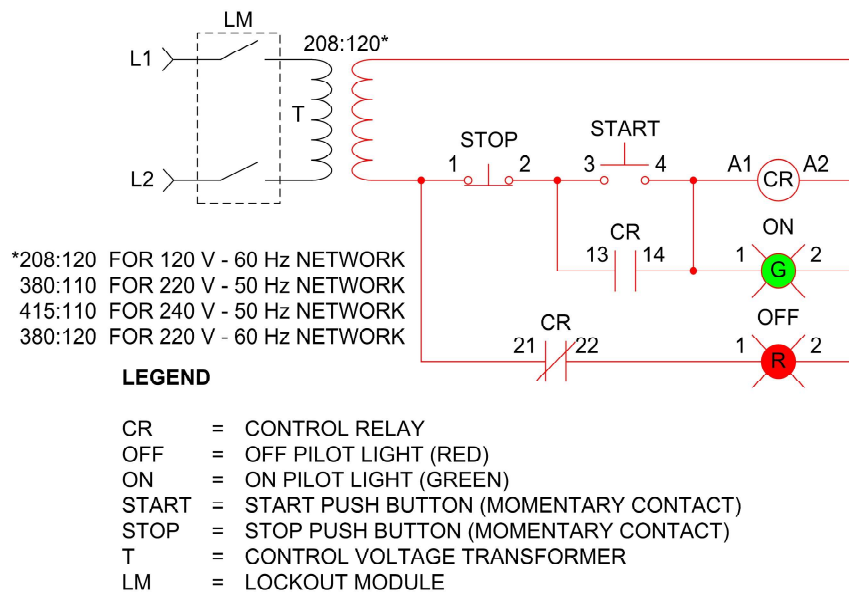 LM
L1
208:120*
T
L2
STOP
1 2
START
3 4
A1 CR A2
CR
13 14
ON
1 G 2
CR
21 22
OFF
1 R 2
*208:120 FOR 120 V - 60 Hz NETWORK
380:110 FOR 220 V - 50 Hz NETWORK
415:110 FOR 240 V - 50 Hz NETWORK
380:120 FOR 220 V - 60 Hz NETWORK
LEGEND
CR = CONTROL RELAY
OFF = OFF PILOT LIGHT (RED)
ON = ON PILOT LIGHT (GREEN)
START = START PUSH BUTTON (MOMENTARY CONTACT)
STOP = STOP PUSH BUTTON (MOMENTARY CONTACT)
T = CONTROL VOLTAGE TRANSFORMER
LM = LOCKOUT MODULE